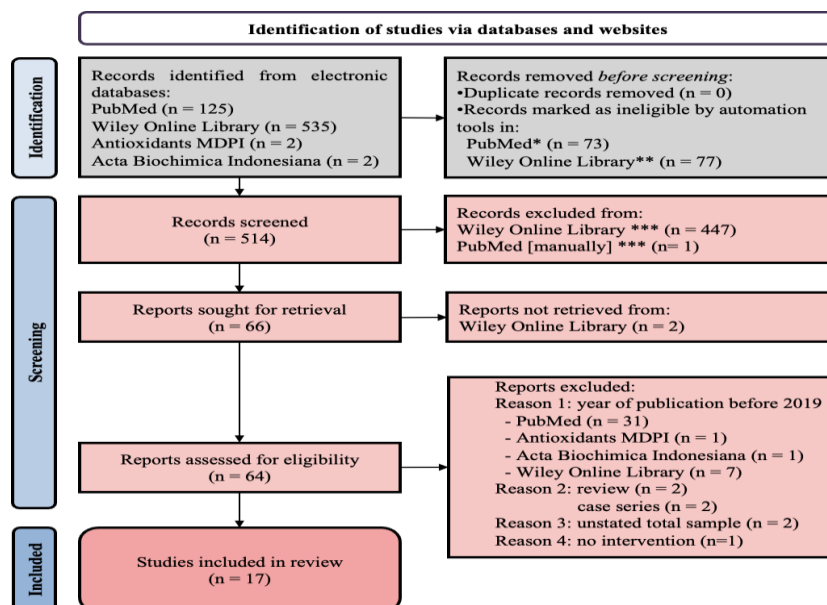 Identification of studies via databases and websites
Identification
Records identified from electronic
databases:
PubMed (n = 125)
Wiley Online Library (n = 535)
Antioxidants MDPI (n = 2)
Acta Biochimica Indonesiana (n = 2)
Records removed before screening:
•Duplicate records removed (n = 0)
•Records marked as ineligible by automation
tools in:
PubMed* (n = 73)
Wiley Online Library** (n = 77)
Screening
Records screened
(n = 514)
Records excluded from:
Wiley Online Library *** (n = 447)
PubMed [manually] *** (n= 1)
Reports sought for retrieval
(n = 66)
Reports not retrieved from:
Wiley Online Library (n = 2)
Reports assessed for eligibility
(n = 64)
Reports excluded:
Reason 1: year of publication before 2019
- PubMed (n = 31)
- Antioxidants MDPI (n = 1)
- Acta Biochimica Indonesiana (n = 1)
- Wiley Online Library (n = 7)
Reason 2: review (n = 2)
case series (n = 2)
Reason 3: unstated total sample (n = 2)
Reason 4: no intervention (n=1)
Included
Studies included in review
(n = 17)